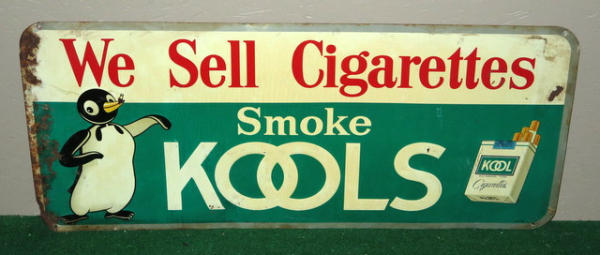 We Sell Cigarettes
Smoke
KOOLS
KOOL
Cigarettes